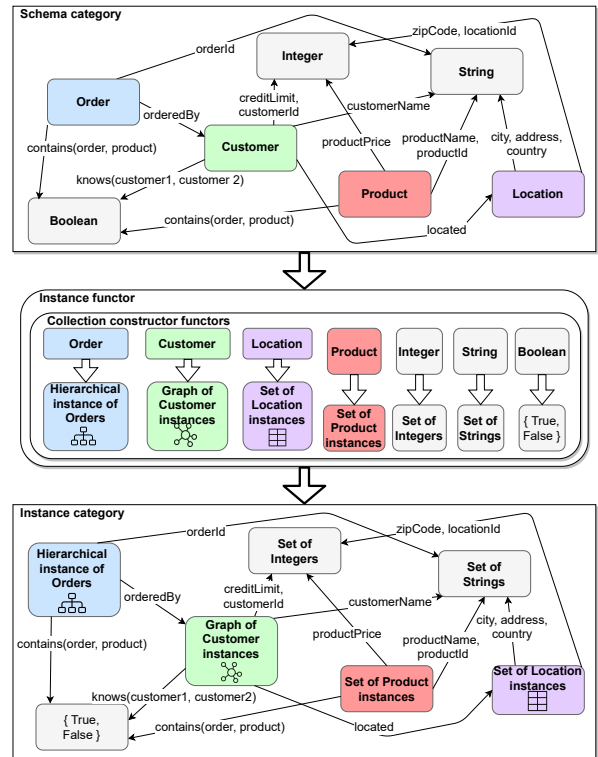 Schema category
orderId
zipCode, locationId
Integer
String
Order
creditLimit,
customerId
customerName
orderedBy
Customer
productPrice
productName,
productId
city, address,
country
contains(order, product)
knows(customer1, customer 2)
Product
Location
Boolean
contains(order, product)
located
Instance functor
Collection constructor functors
Order
Customer
Location
Product
Integer
String
Boolean
Hierarchical
instance of
Orders
Graph of
Customer
instances
Set of
Location
instances
Set of
Product
instances
Set of
Integers
Set of
Strings
{ True,
False }
Instance category
orderId
zipCode, locationId
Hierarchical
instance of
Orders
Set of
Integers
Set of
Strings
orderedBy
creditLimit,
customerId
customerName
Graph of
Customer
instances
productPrice
productName,
productId
city, address,
country
contains(order, product)
knows(customer1, customer2)
Set of Product
instances
Set of Location
instances
{ True,
False }
contains(order, product)
located